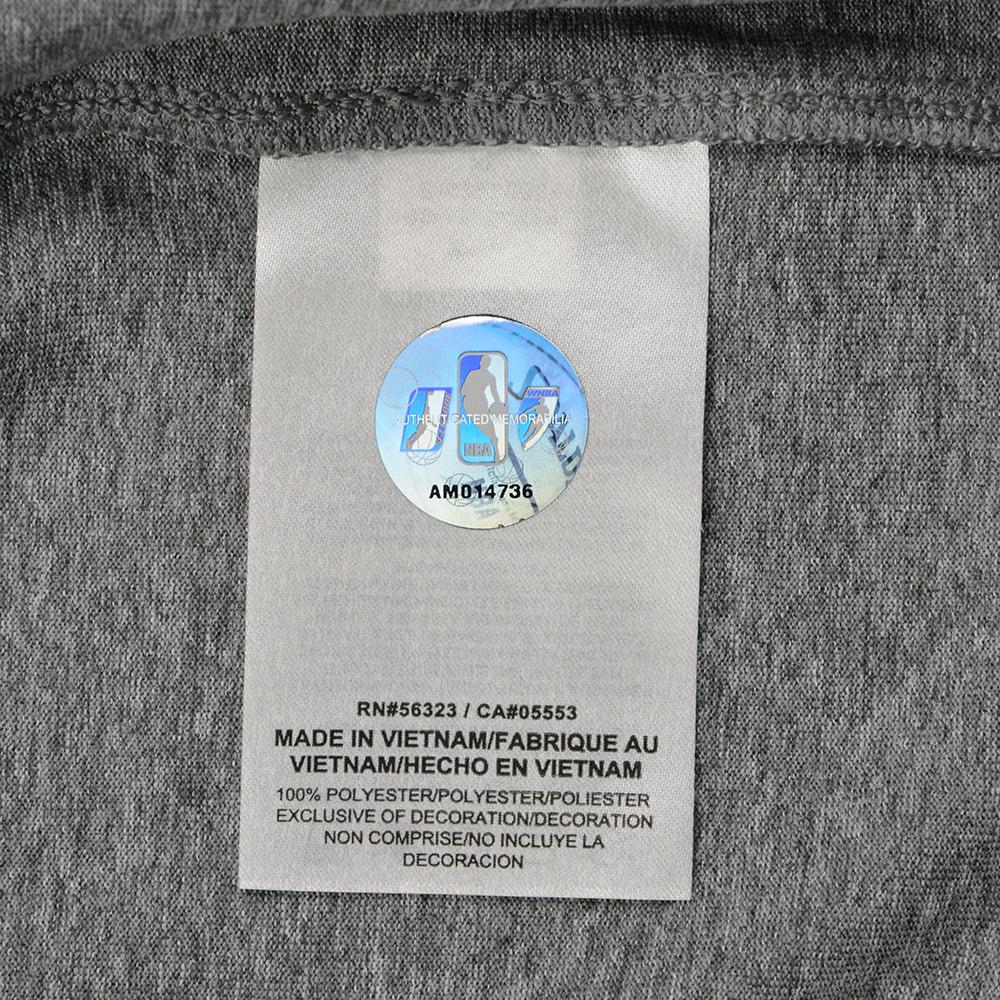 WNBA
AUTHENTICATED MEMORABILIA
NBA
AM014736
RN#56323 / CA#05553
MADE IN VIETNAM/FABRIQUE AU
VIETNAM/HECHO EN VIETNAM
100% POLYESTER/POLYESTER/POLIESTER
EXCLUSIVE OF DECORATION/DECORATION
NON COMPRISE/NO INCLUYE LA
DECORACION